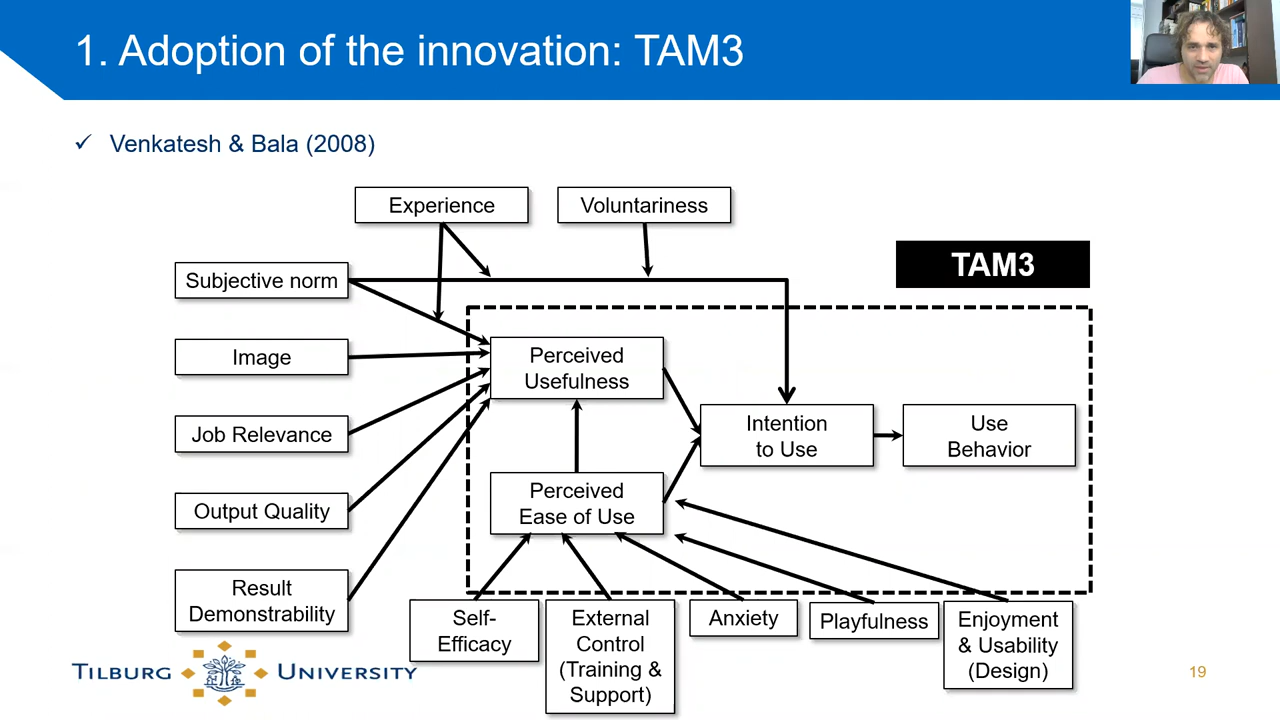 1. Adoption of the innovation: TAM3
✓ Venkatesh & Bala (2008)
Experience
Voluntariness
TAM3
Subjective norm
Image
Job Relevance
Output Quality
Result
Demonstrability
Perceived
Usefulness
Perceived
Ease of Use
Intention
to Use
Use
Behavior
Self-
Efficacy
External
Control
(Training &
Support)
Anxiety
Playfulness
Enjoyment
& Usability
(Design)
TILBURG UNIVERSITY
19